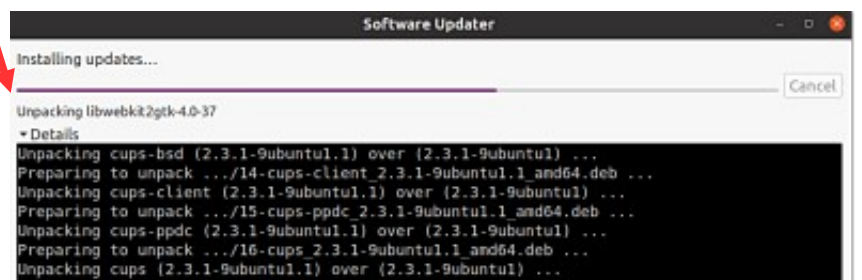 Software Updater
Installing updates...
Cancel
Unpacking libwebkit2gtk-4.0-37
Details
Unpacking cups-bsd (2.3.1-9ubuntu1.1) over (2.3.1-9ubuntu1) ...
Preparing to unpack .../14-cups-client_2.3.1-9ubuntu1.1_amd64.deb ...
Unpacking cups-client (2.3.1-9ubuntu1.1) over (2.3.1-9ubuntu1) ...
Preparing to unpack .../15-cups-ppdc_2.3.1-9ubuntu1.1_amd64.deb ...
Unpacking cups-ppdc (2.3.1-9ubuntu1.1) over (2.3.1-9ubuntu1) ...
Preparing to unpack .../16-cups_2.3.1-9ubuntu1.1_amd64.deb ...
Unpacking cups (2.3.1-9ubuntu1.1) over (2.3.1-9ubuntu1) ...